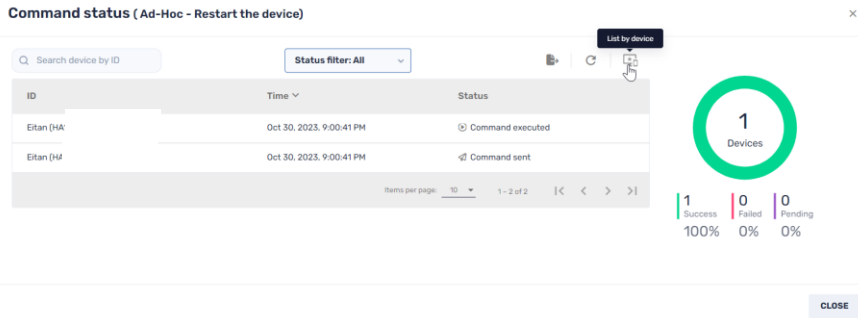 Command status ( Ad-Hoc - Restart the device)
List by device
Search device by ID
Status filter: All
ID Time Status
Eitan (HA Oct 30, 2023, 9:00:41 PM Command executed
Eitan (HA Oct 30, 2023, 9:00:41 PM Command sent
Items per page: 10 1 - 2 of 2
1
Devices
1 0 0
Success Failed Pending
100% 0% 0%
CLOSE